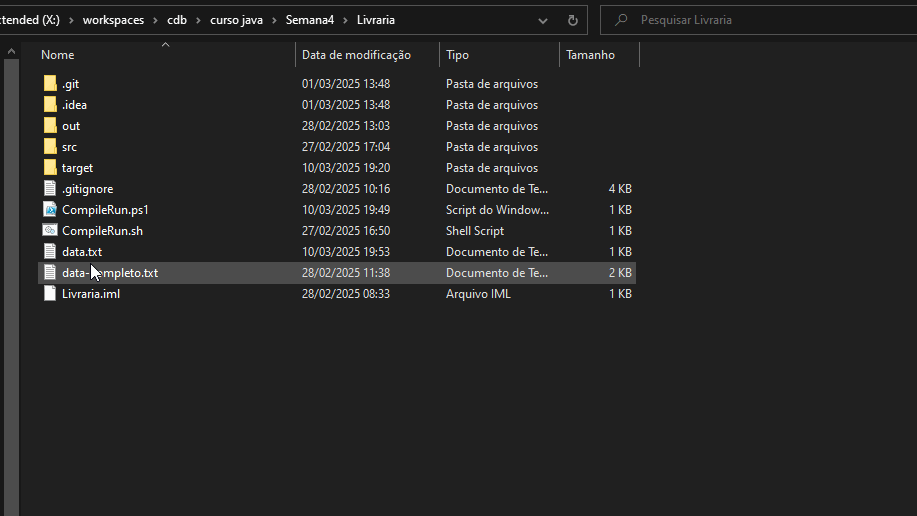 tended (X:) > workspaces > cdb > curso java > Semana4 > Livraria
Pesquisar Livraria
Nome Data de modificação Tipo Tamanho
.git 01/03/2025 13:48 Pasta de arquivos
.idea 01/03/2025 13:48 Pasta de arquivos
out 28/02/2025 13:03 Pasta de arquivos
src 27/02/2025 17:04 Pasta de arquivos
target 10/03/2025 19:20 Pasta de arquivos
.gitignore 28/02/2025 10:16 Documento de Te... 4 KB
CompileRun.ps1 10/03/2025 19:49 Script do Window... 1 KB
CompileRun.sh 27/02/2025 16:50 Shell Script 1 KB
data.txt 10/03/2025 19:53 Documento de Te... 1 KB
data-completo.txt 28/02/2025 11:38 Documento de Te... 2 KB
Livraria.iml 28/02/2025 08:33 Arquivo IML 1 KB